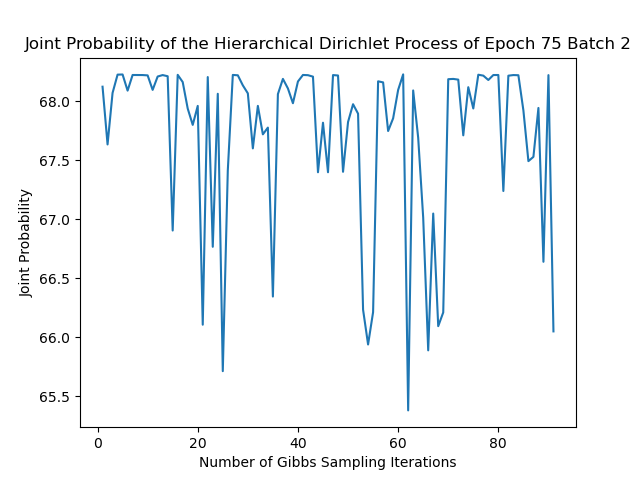 Joint Probability of the Hierarchical Dirichlet Process of Epoch 75 Batch 2
68.0
67.5
67.0
66.5
66.0
65.5
Joint Probability
0 20 40 60 80
Number of Gibbs Sampling Iterations